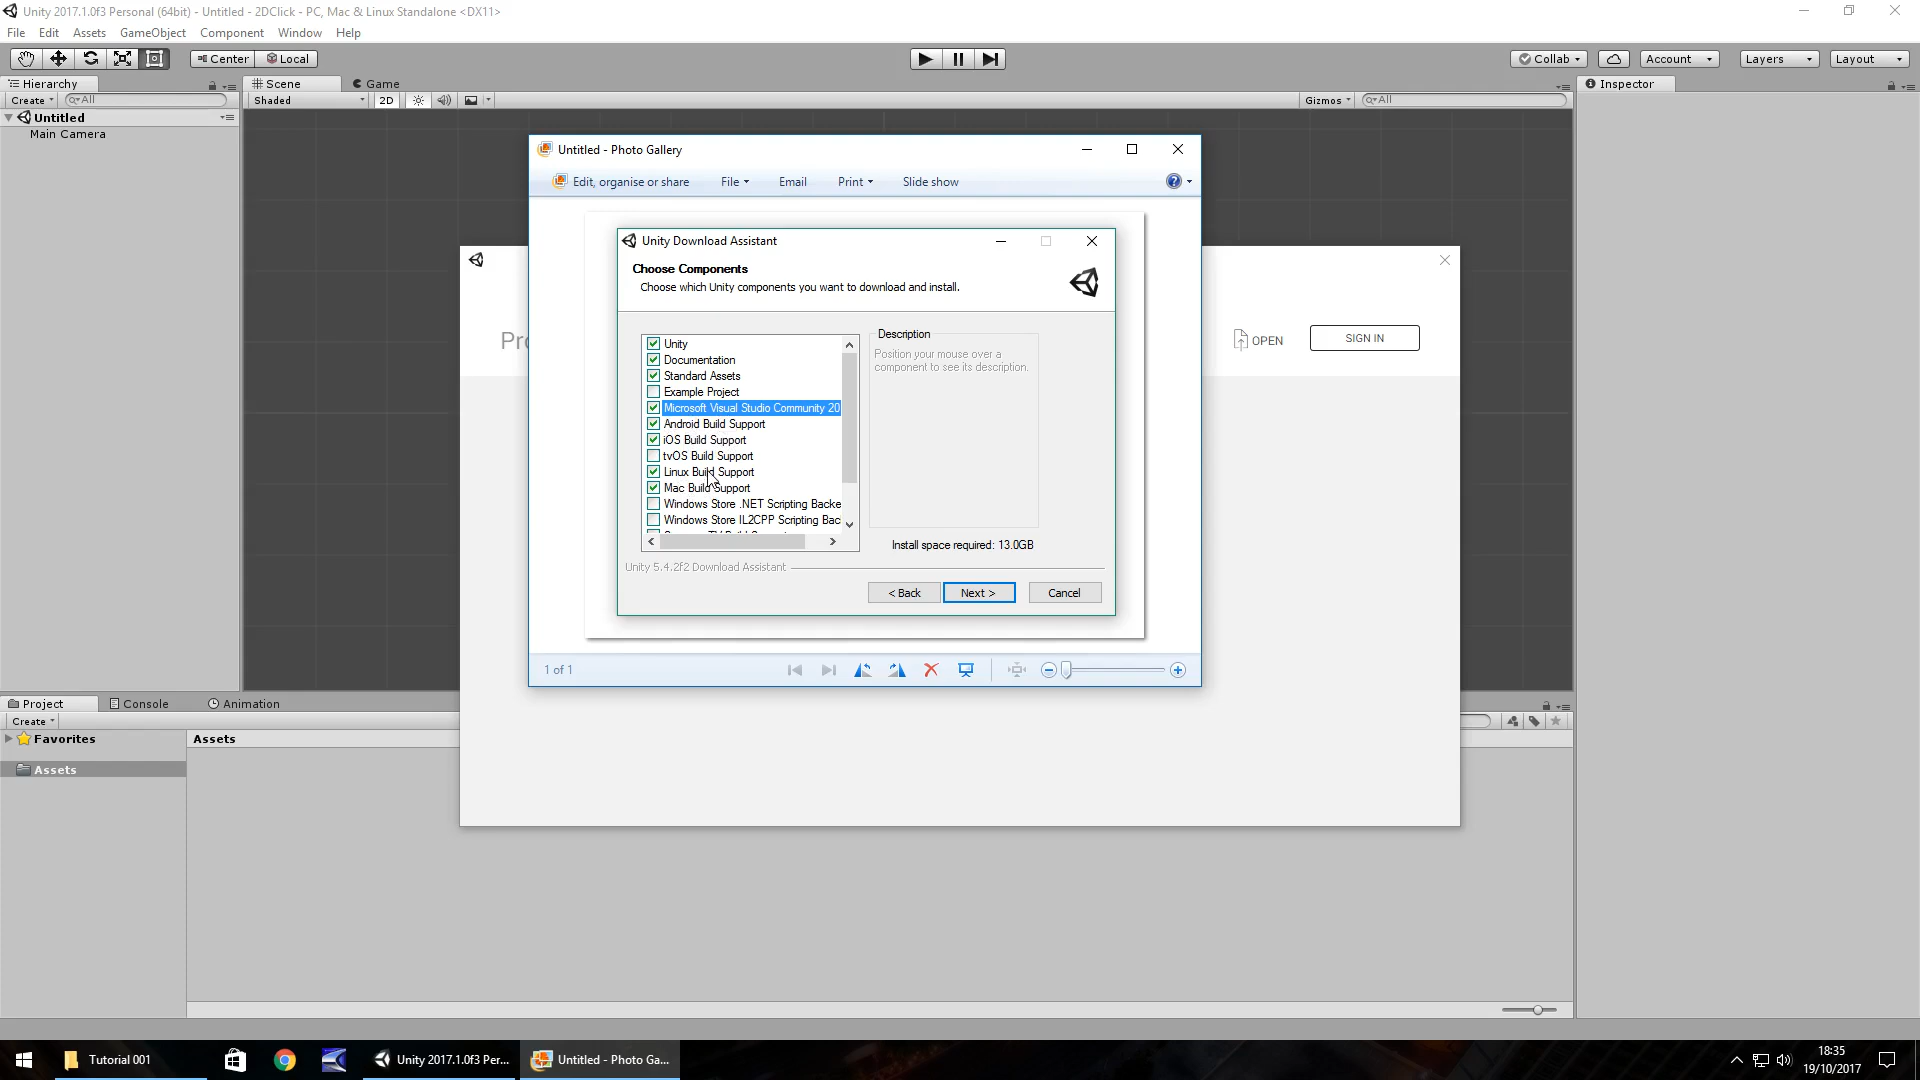 Unity 2017.1.0f3 Personal (64bit) - Untitled - 2DClick - PC, Mac & Linux Standalone <DX11>
File Edit Assets GameObject Component Window Help
Center Local Collab Account Layers Layout
Hierarchy Scene Game Inspector
Create All Shaded 2D Gizmos All
Untitled
Main Camera
Untitled - Photo Gallery
Edit, organise or share File Email Print Slide show
Unity Download Assistant
Choose Components
Choose which Unity components you want to download and install.
Unity
Documentation
Standard Assets
Example Project
Microsoft Visual Studio Community 20
Android Build Support
iOS Build Support
tvOS Build Support
Linux Build Support
Mac Build Support
Windows Store .NET Scripting Backe
Windows Store IL2CPP Scripting Bac
Description
Position your mouse over a
component to see its description.
Install space required: 13.0GB
Unity 5.4.2f2 Download Assistant
< Back Next > Cancel
1 of 1
OPEN SIGN IN
Project Console Animation
Create
Favorites Assets
Assets
Tutorial 001 Unity 2017.1.0f3 Per... Untitled - Photo Ga...
18:35
19/10/2017